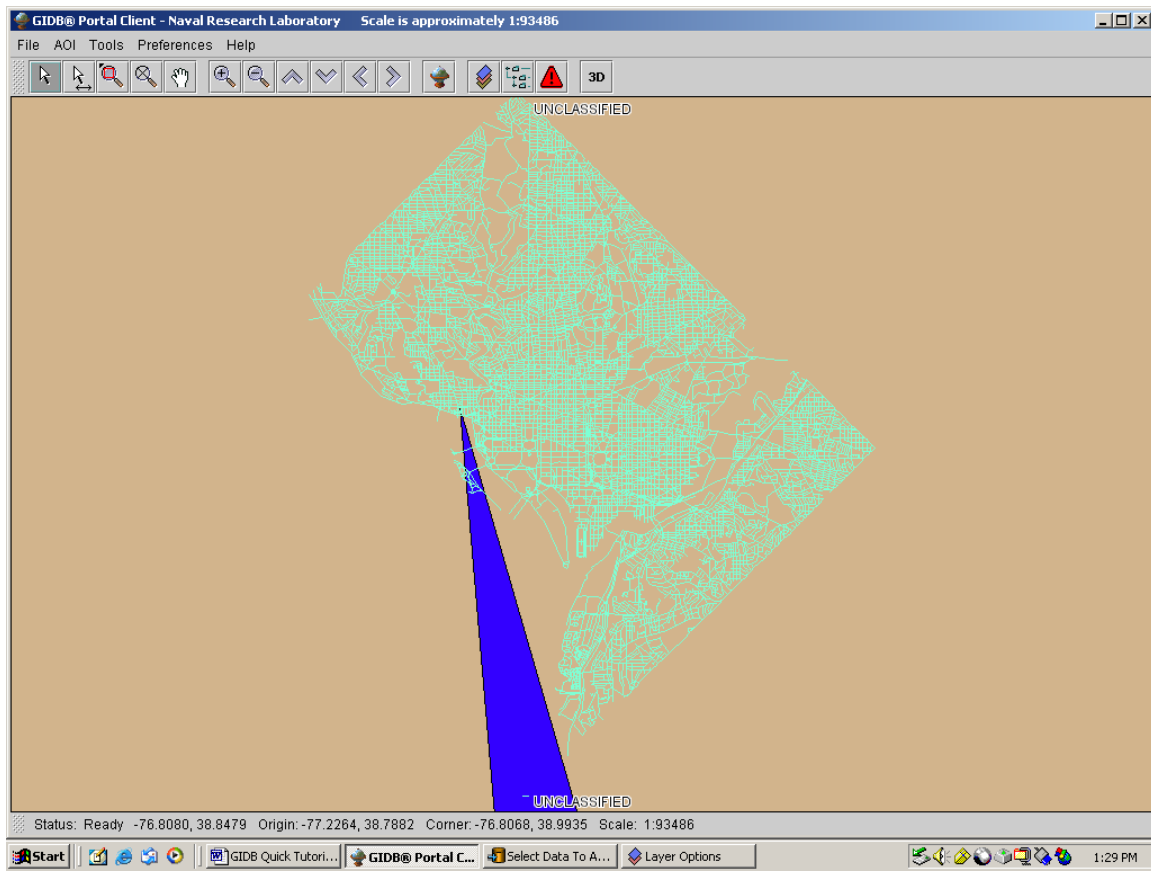 GIDB® Portal Client - Naval Research Laboratory Scale is approximately 1:93486
File AOI Tools Preferences Help
3D
UNCLASSIFIED
UNCLASSIFIED
Status: Ready -76.8080, 38.8479 Origin:-77.2264, 38.7882 Corner:-76.8068, 38.9935 Scale: 1:93486
Start GIDB Quick Tutori... GIDB® Portal C... Select Data To A... Layer Options 1:29 PM